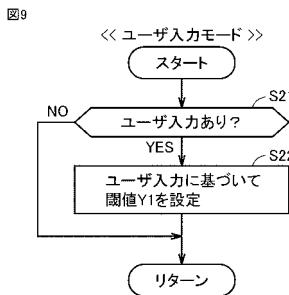 図9
<< ユーザ入力モード >>
スタート
S21
NO
ユーザ入力あり?
YES
S22
ユーザ入力に基づいて
閾値Y1を設定
リターン